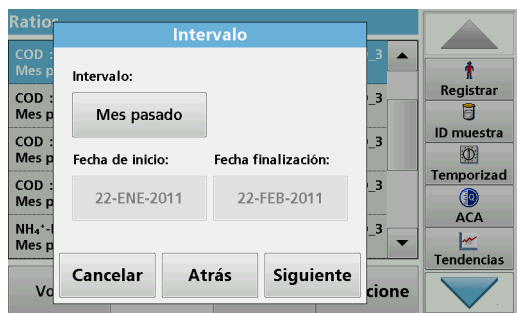 Ratios
Intervalo
COD :
_3
Mes p
Intervalo:
COD :
_3
Mes p
Mes pasado
COD :
_3
Mes p
Fecha de inicio: Fecha finalización:
COD :
_3
Mes p
22-ENE-2011 22-FEB-2011
NH₄⁺-
_3
Mes p
Cancelar Atrás Siguiente
Vo
cione
Registrar
ID muestra
Temporizad
ACA
Tendencias